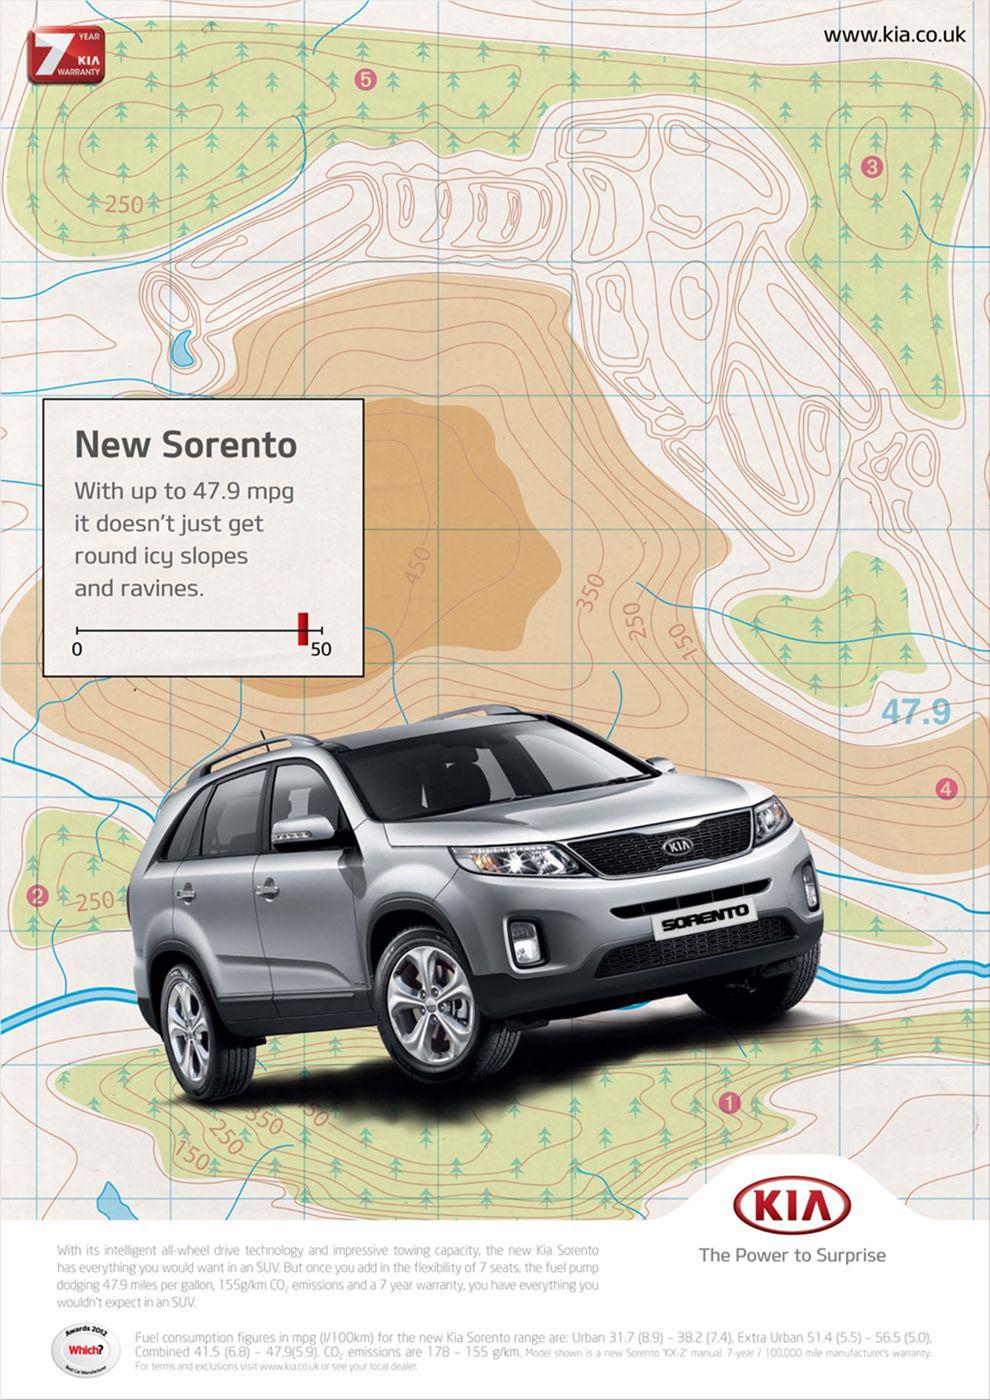 7 YEAR
KIA
WARRANTY
www.kia.co.uk
5
3
250
New Sorento
With up to 47.9 mpg
it doesn't just get
round icy slopes
and ravines.
0 50
450
350
250
150
47.9
4
2
250
KIA
SORENTO
1
350
250
150
150
KIA
The Power to Surprise
With its intelligent all-wheel drive technology and impressive towing capacity, the new Kia Sorento
has everything you would want in an SUV. But once you add in the flexibility of 7 seats, the fuel pump
dodging 47.9 miles per gallon, 155g/km CO₂ emissions and a 7 year warranty, you have everything you
wouldn't expect in an SUV.
Awards 2012
Which?
Best Car Manufacturer
Fuel consumption figures in mpg (l/100km) for the new Kia Sorento range are: Urban 31.7 (8.9) – 38.2 (7.4), Extra Urban 51.4 (5.5) – 56.5 (5.0),
Combined 41.5 (6.8) – 47.9(5.9). CO₂ emissions are 178 – 155 g/km. Model shown is a new Sorento 'KX-2' manual. 7-year / 100,000 mile manufacturer's warranty.
For terms and exclusions visit www.kia.co.uk or see your local dealer.